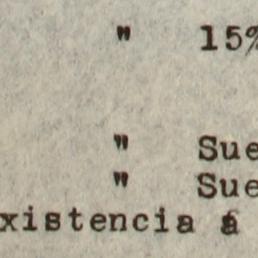 " 15%
" Sue
" Sue
xistencia á